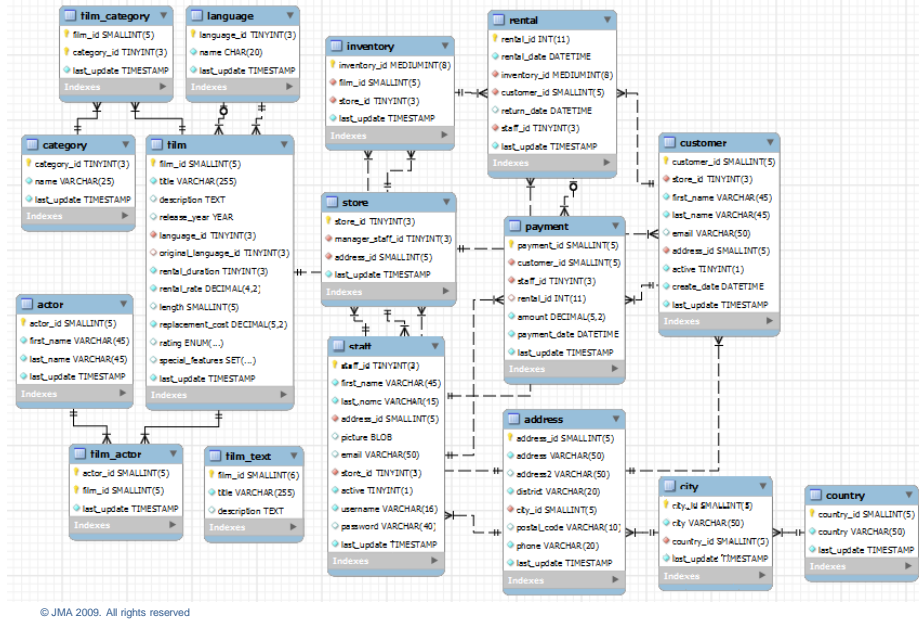 film_category
film_id SMALLINT(5)
category_id TINYINT(3)
last_update TIMESTAMP
Indexes
language
language_id TINYINT(3)
name CHAR(20)
last_update TIMESTAMP
Indexes
inventory
inventory_id MEDIUMINT(8)
film_id SMALLINT(5)
store_id TINYINT(3)
last_update TIMESTAMP
Indexes
rental
rental_id INT(11)
rental_date DATETIME
inventory_id MEDIUMINT(8)
customer_id SMALLINT(5)
return_date DATETIME
staff_id TINYINT(3)
last_update TIMESTAMP
Indexes
category
category_id TINYINT(3)
name VARCHAR(25)
last_update TIMESTAMP
Indexes
film
film_id SMALLINT(5)
title VARCHAR(255)
description TEXT
release_year YEAR
language_id TINYINT(3)
original_language_id TINYINT(3)
rental_duration TINYINT(3)
rental_rate DECIMAL(4,2)
length SMALLINT(5)
replacement_cost DECIMAL(5,2)
rating ENUM(...)
special_features SET(...)
last_update TIMESTAMP
Indexes
customer
customer_id SMALLINT(5)
store_id TINYINT(3)
first_name VARCHAR(45)
last_name VARCHAR(45)
email VARCHAR(50)
address_id SMALLINT(5)
active TINYINT(1)
create_date DATETIME
last_update TIMESTAMP
Indexes
store
store_id TINYINT(3)
manager_staff_id TINYINT(3)
address_id SMALLINT(5)
last_update TIMESTAMP
Indexes
payment
payment_id SMALLINT(5)
customer_id SMALLINT(5)
staff_id TINYINT(3)
rental_id INT(11)
amount DECIMAL(5,2)
payment_date DATETIME
last_update TIMESTAMP
Indexes
actor
actor_id SMALLINT(5)
first_name VARCHAR(45)
last_name VARCHAR(45)
last_update TIMESTAMP
Indexes
staff
staff_id TINYINT(3)
first_name VARCHAR(45)
last_name VARCHAR(45)
address_id SMALLINT(5)
picture BLOB
email VARCHAR(50)
store_id TINYINT(3)
active TINYINT(1)
username VARCHAR(16)
password VARCHAR(40)
last_update TIMESTAMP
Indexes
address
address_id SMALLINT(5)
address VARCHAR(50)
address2 VARCHAR(50)
district VARCHAR(20)
city_id SMALLINT(5)
postal_code VARCHAR(10)
phone VARCHAR(20)
last_update TIMESTAMP
Indexes
film_actor
actor_id SMALLINT(5)
film_id SMALLINT(5)
last_update TIMESTAMP
Indexes
film_text
film_id SMALLINT(6)
title VARCHAR(255)
description TEXT
Indexes
city
city_id SMALLINT(5)
city VARCHAR(50)
country_id SMALLINT(5)
last_update TIMESTAMP
Indexes
country
country_id SMALLINT(5)
country VARCHAR(50)
last_update TIMESTAMP
Indexes
© JMA 2009. All rights reserved